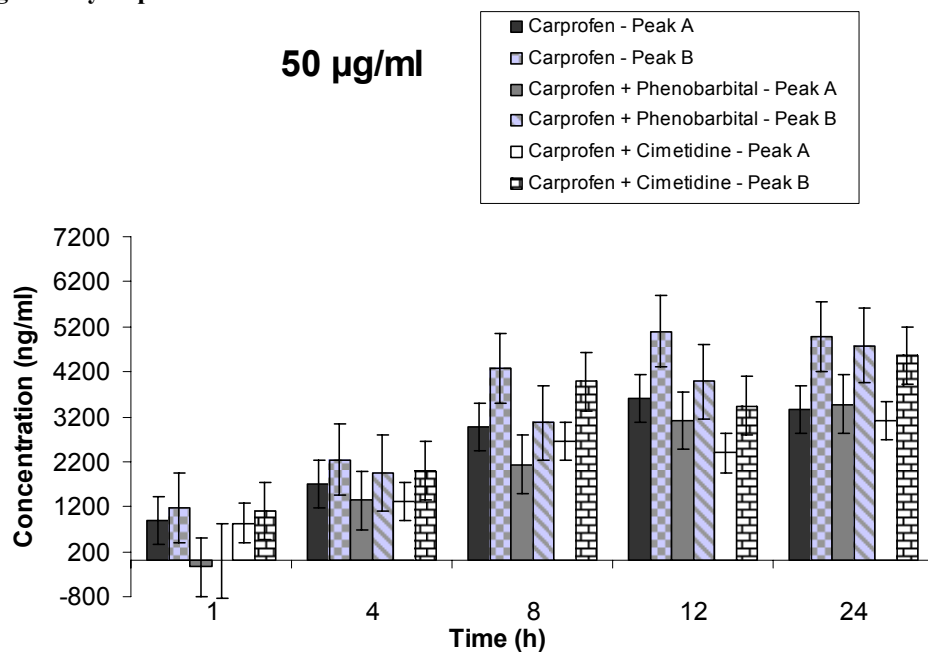 50 µg/ml
Carprofen - Peak A
Carprofen - Peak B
Carprofen + Phenobarbital - Peak A
Carprofen + Phenobarbital - Peak B
Carprofen + Cimetidine - Peak A
Carprofen + Cimetidine - Peak B
7200
6200
5200
4200
3200
2200
1200
200
-800
Concentration (ng/ml)
1 4 8 12 24
Time (h)